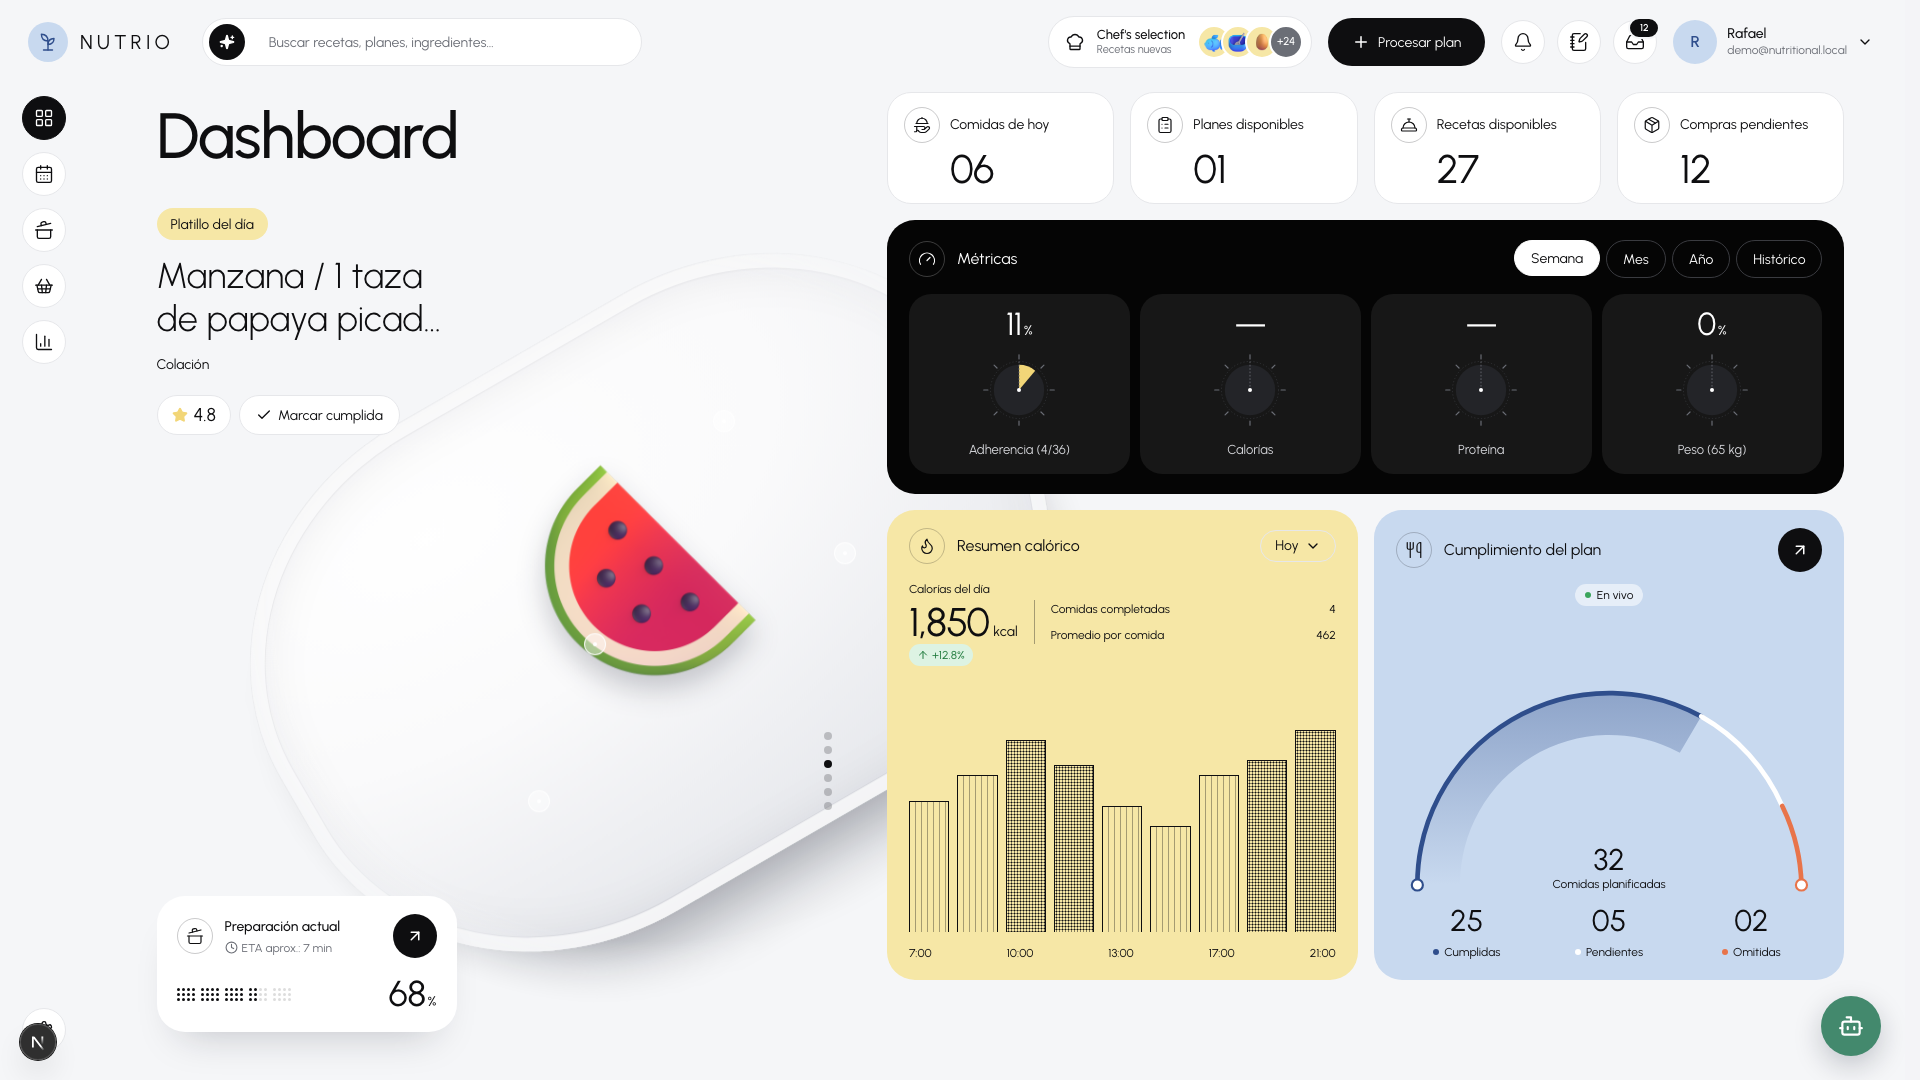 NUTRIO
Buscar recetas, planes, ingredientes...
Chef's selection
Recetas nuevas
+24
Procesar plan
12
R
Rafael
demo@nutritional.local
Dashboard
Platillo del día
Manzana / 1 taza
de papaya picad...
Colación
4.8
Marcar cumplida
Preparación actual
ETA aprox.: 7 min
68%
N
Comidas de hoy
06
Planes disponibles
01
Recetas disponibles
27
Compras pendientes
12
Métricas
Semana
Mes
Año
Histórico
11%
Adherencia (4/36)
—
Calorías
—
Proteína
0%
Peso (65 kg)
Resumen calórico
Hoy
Calorías del día
1,850 kcal
+12.8%
Comidas completadas 4
Promedio por comida 462
7:00 10:00 13:00 17:00 21:00
Cumplimiento del plan
En vivo
32
Comidas planificadas
25
Cumplidas
05
Pendientes
02
Omitidas